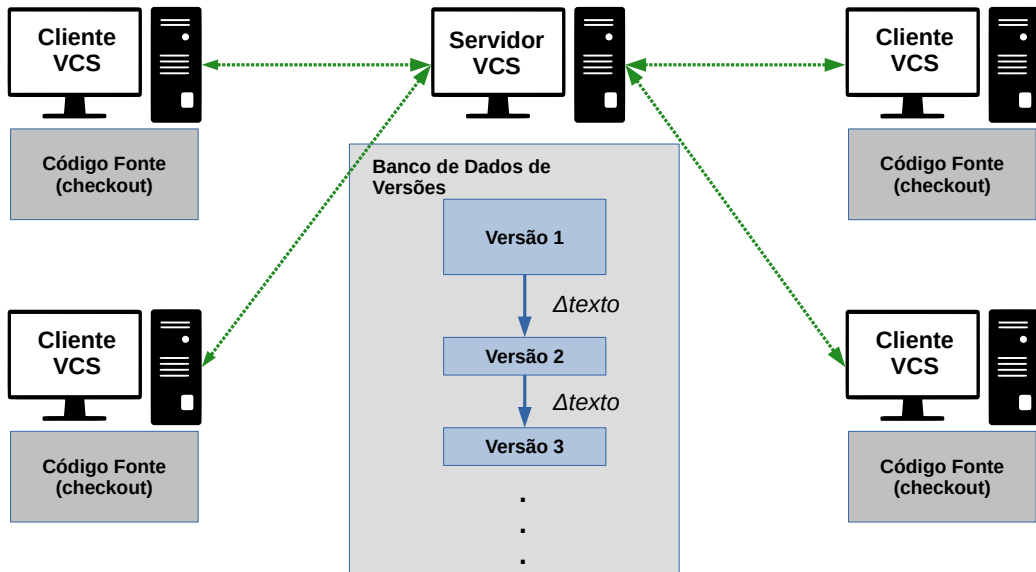 Cliente
VCS
Servidor
VCS
Cliente
VCS
Código Fonte
(checkout)
Banco de Dados de
Versões
Código Fonte
(checkout)
Versão 1
Δtexto
Cliente
VCS
Versão 2
Cliente
VCS
Δtexto
Código Fonte
(checkout)
Versão 3
Código Fonte
(checkout)
.
.
.